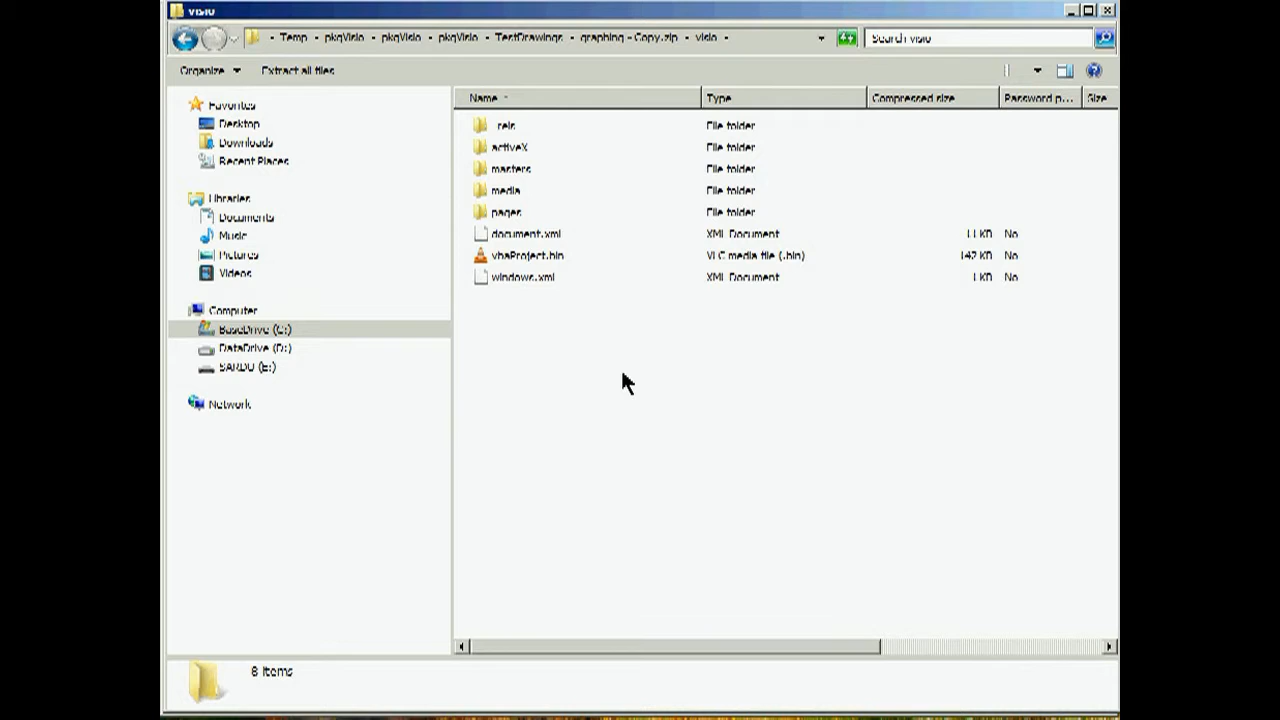 visio
Temp pkgVisio pkgVisio pkgVisio TestDrawings graphing - Copy.zip visio
Search visio
Organize Extract all files
Favorites
Desktop
Downloads
Recent Places
Libraries
Documents
Music
Pictures
Videos
Computer
BaseDrive (C:)
DataDrive (D:)
SARDU (E:)
Network
Name Type Compressed size Password p... Size
_rels File folder
activeX File folder
masters File folder
media File folder
pages File folder
document.xml XML Document 11 KB No
vbaProject.bin VLC media file (.bin) 142 KB No
windows.xml XML Document 1 KB No
8 items